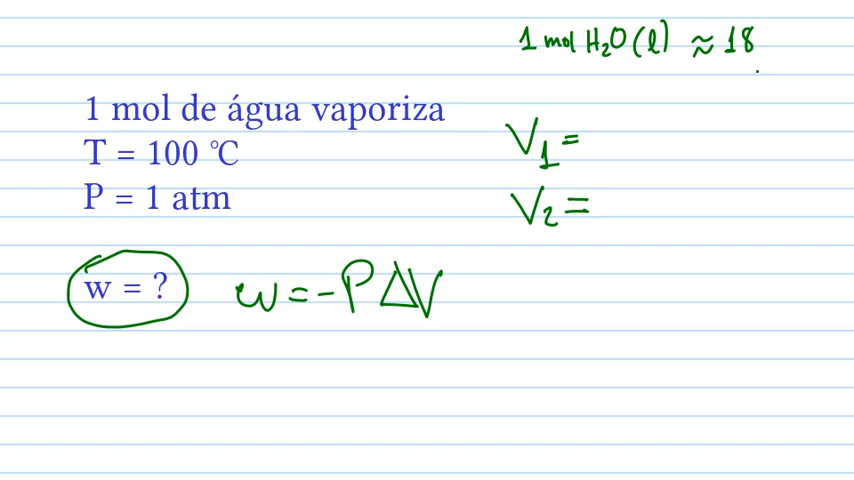 1 mol H₂O(l) ≈ 18
1 mol de água vaporiza
T = 100 °C
P = 1 atm
V₁ =
V₂ =
w = ?
w = -PΔV